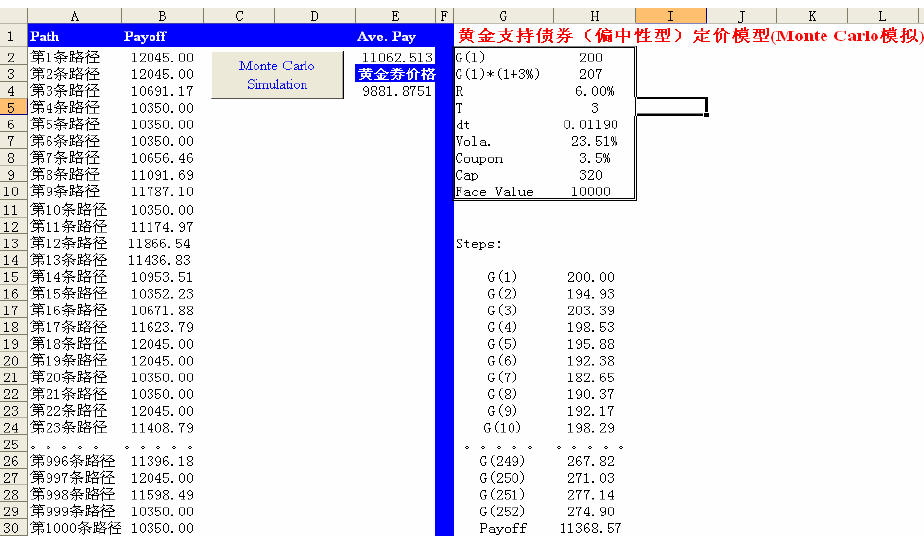 A B C D E F G H I J K L
1 Path Payoff Ave. Pay 黄金支持债券（偏中性型）定价模型(Monte Carlo模拟)
2 第1条路径 12045.00 Monte Carlo Simulation 11062.513 G(1) 200
3 第2条路径 12045.00 黄金券价格 G(1)*(1+3%) 207
4 第3条路径 10691.17 9881.8751 R 6.00%
5 第4条路径 10350.00 T 3
6 第5条路径 10350.00 dt 0.01190
7 第6条路径 10350.00 Vola. 23.51%
8 第7条路径 10656.46 Coupon 3.5%
9 第8条路径 11091.69 Cap 320
10 第9条路径 11787.10 Face Value 10000
11 第10条路径 10350.00
12 第11条路径 11174.97
13 第12条路径 11866.54 Steps:
14 第13条路径 11436.83
15 第14条路径 10953.51 G(1) 200.00
16 第15条路径 10352.23 G(2) 194.93
17 第16条路径 10671.88 G(3) 203.39
18 第17条路径 11623.79 G(4) 198.53
19 第18条路径 12045.00 G(5) 195.88
20 第19条路径 12045.00 G(6) 192.38
21 第20条路径 10350.00 G(7) 182.65
22 第21条路径 10350.00 G(8) 190.37
23 第22条路径 12045.00 G(9) 192.17
24 第23条路径 11408.79 G(10) 198.29
25 。。。。。 。。。。。 。。。。。 。。。。。
26 第996条路径 11396.18 G(249) 267.82
27 第997条路径 12045.00 G(250) 271.03
28 第998条路径 11598.49 G(251) 277.14
29 第999条路径 10350.00 G(252) 274.90
30 第1000条路径 10350.00 Payoff 11368.57